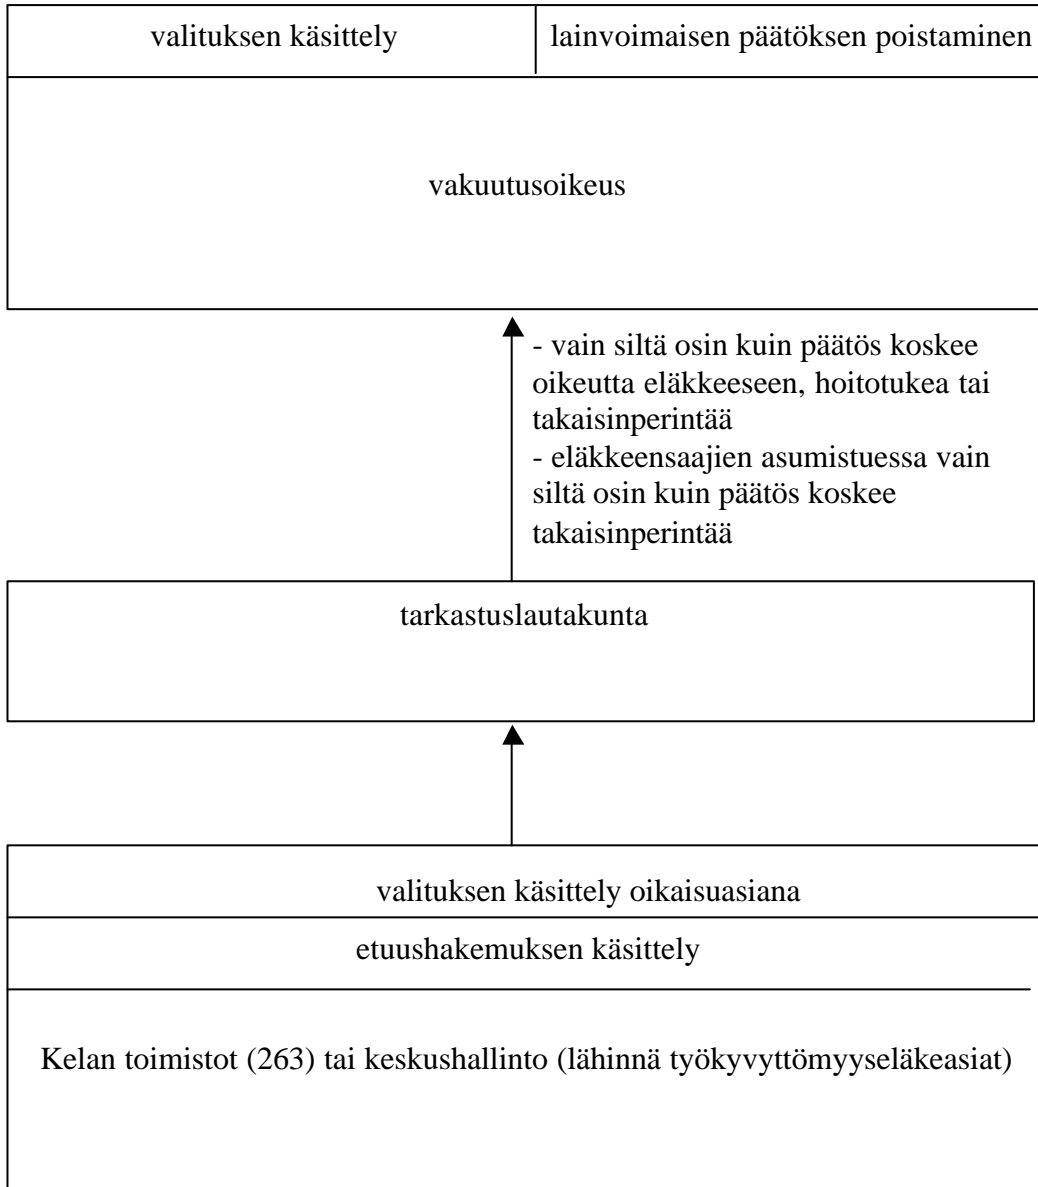 valituksen käsittely
lainvoimaisen päätöksen poistaminen
vakuutusoikeus
- vain siltä osin kuin päätös koskee
oikeutta eläkkeeseen, hoitotukea tai
takaisinperintää
- eläkkeensaajien asumistuessa vain
siltä osin kuin päätös koskee
takaisinperintää
tarkastuslautakunta
valituksen käsittely oikaisuasiana
etuushakemuksen käsittely
Kelan toimistot (263) tai keskushallinto (lähinnä työkyvyttömyyseläkeasiat)